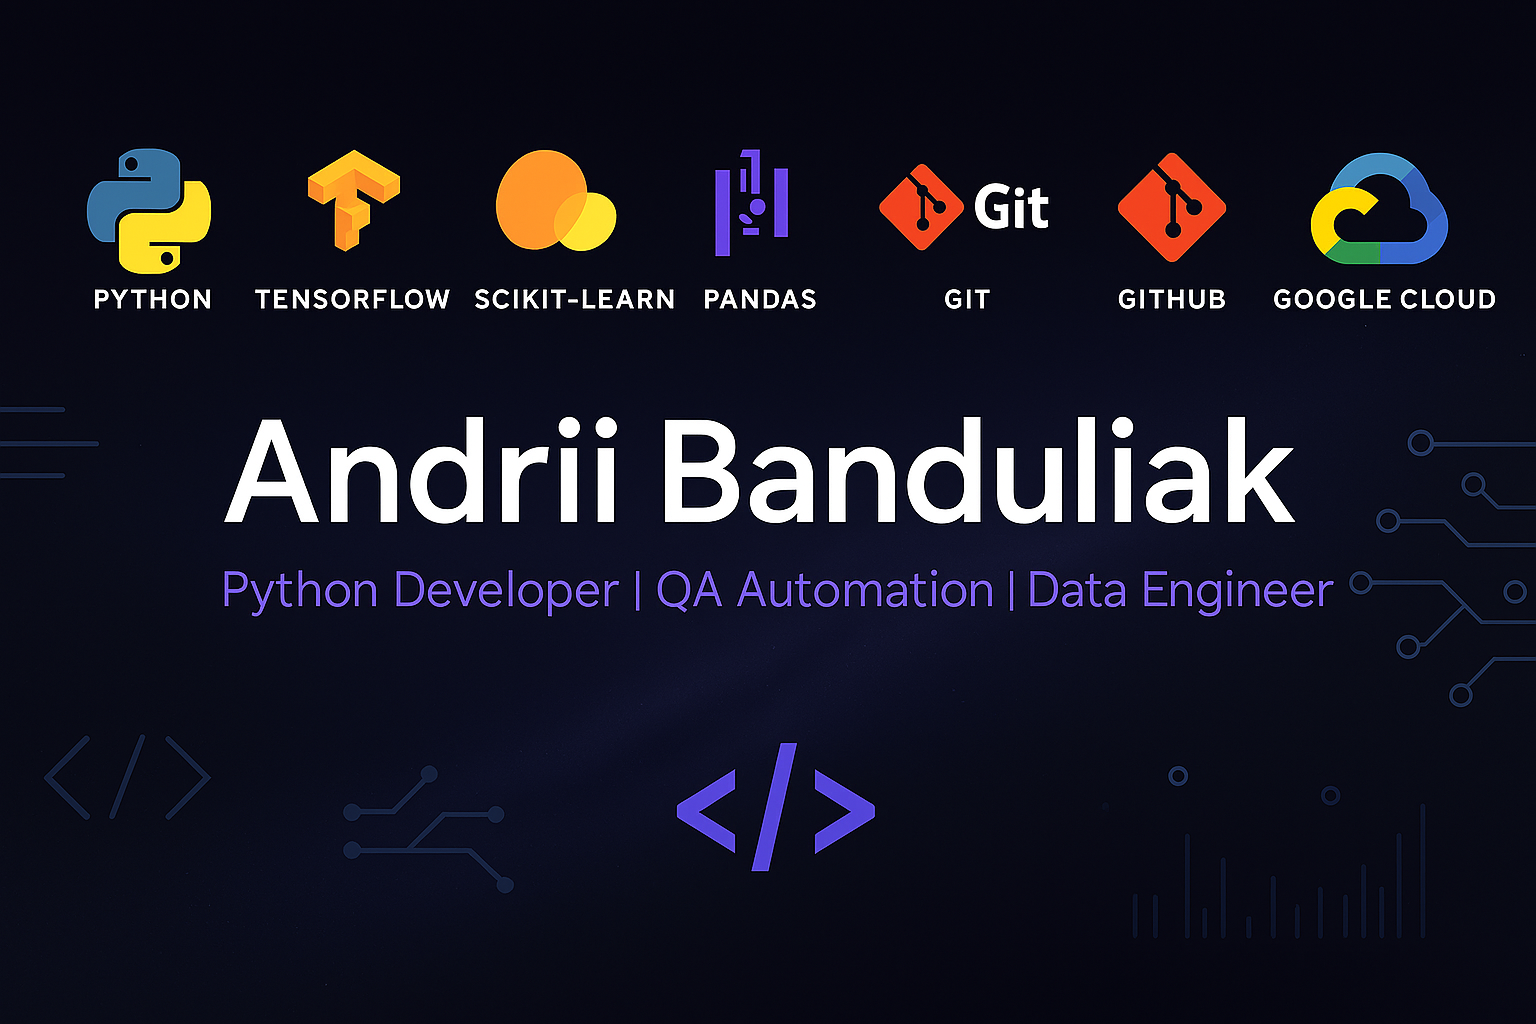 Git
PYTHON TENSORFLOW SCIKIT-LEARN PANDAS GIT GITHUB GOOGLE CLOUD
Andrii Banduliak
Python Developer | QA Automation | Data Engineer
</>